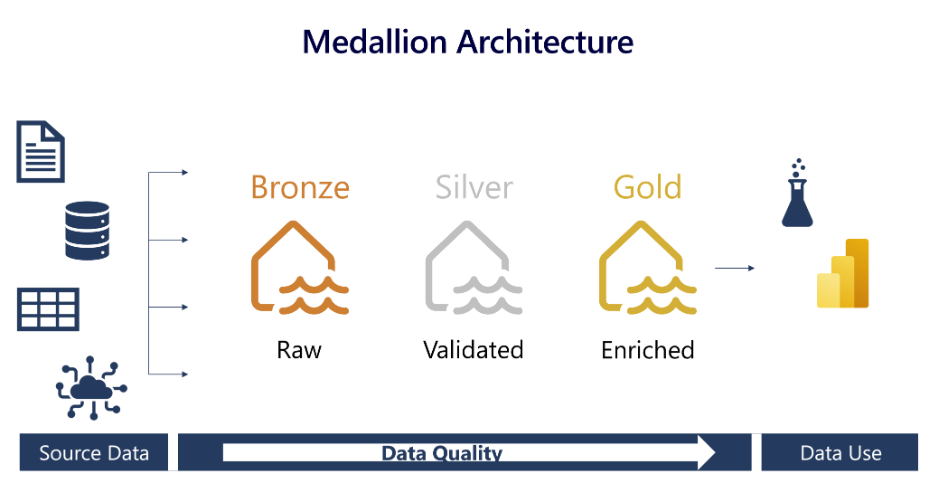 Medallion Architecture
Bronze
Silver
Gold
Raw
Validated
Enriched
Source Data
Data Quality
Data Use